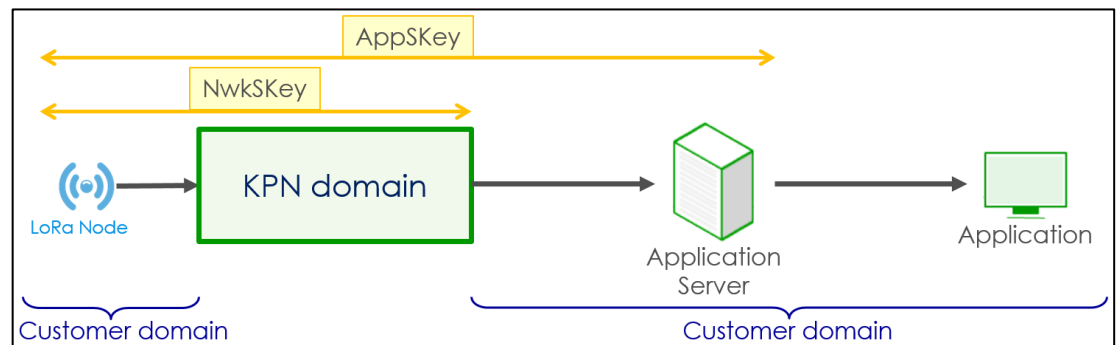 AppSKey
NwkSKey
KPN domain
LoRa Node
Application
Server
Application
Customer domain
Customer domain